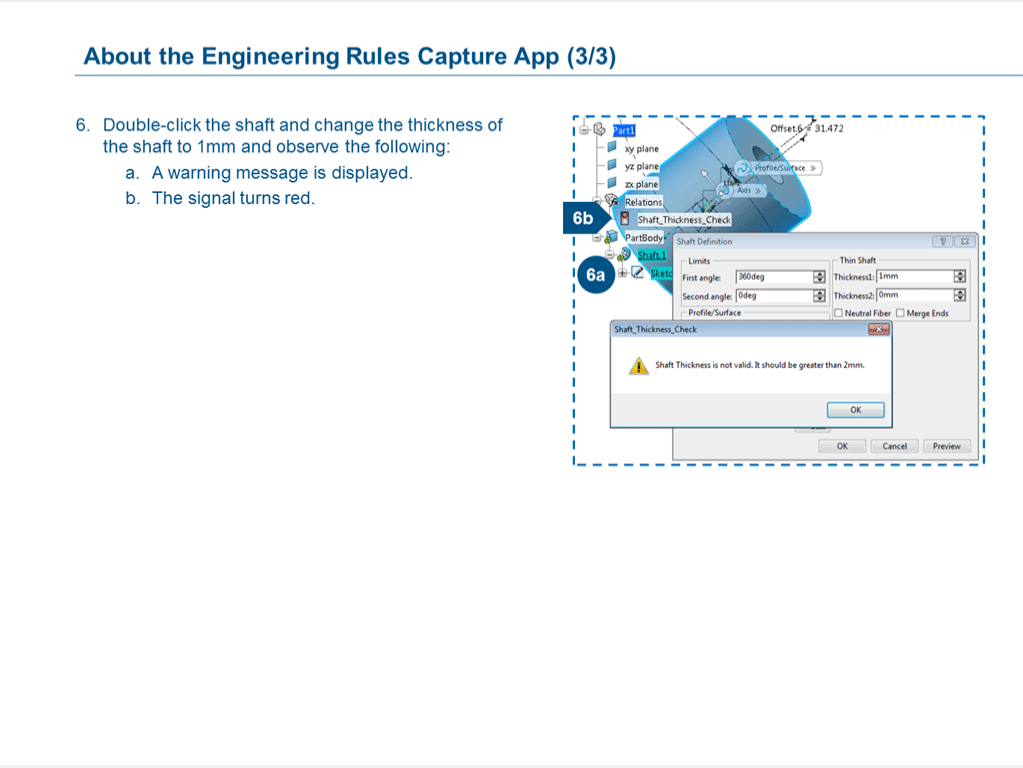 About the Engineering Rules Capture App (3/3)
6. Double-click the shaft and change the thickness of
the shaft to 1mm and observe the following:
a. A warning message is displayed.
b. The signal turns red.
Part1
Offset.6 = 31.472
xy plane
yz plane
Profile/Surface »
zx plane
Axis »
Relations
6b
Shaft_Thickness_Check
PartBody
Shaft Definition
Shaft.1
6a
Sketc
Limits
Thin Shaft
First angle: 360deg
Thickness1: 1mm
Second angle: 0deg
Thickness2: 0mm
Profile/Surface
Neutral Fiber
Merge Ends
Shaft_Thickness_Check
Shaft Thickness is not valid. It should be greater than 2mm.
OK
OK
Cancel
Preview